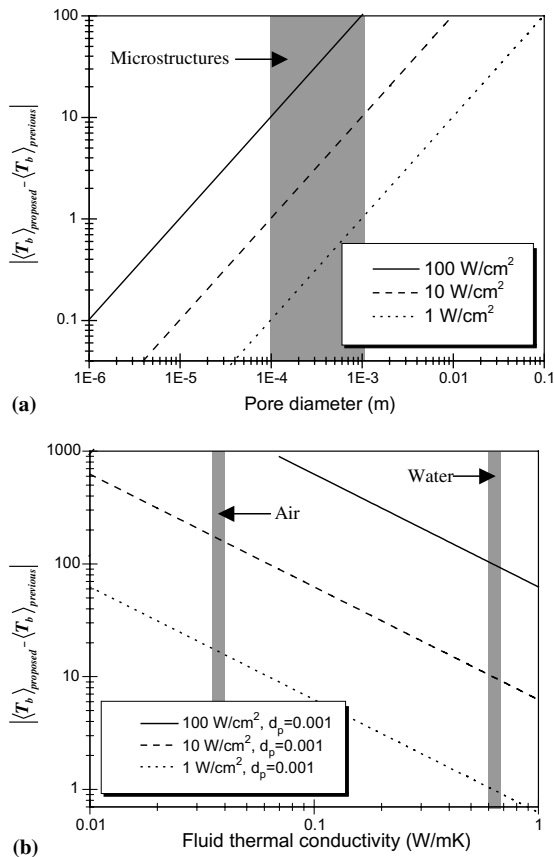 100
10
1
0.1
|⟨T_b⟩_proposed - ⟨T_b⟩_previous|
Microstructures
100 W/cm²
10 W/cm²
1 W/cm²
1E-6 1E-5 1E-4 1E-3 0.01 0.1
Pore diameter (m)
(a)
1000
100
10
1
|⟨T_b⟩_proposed - ⟨T_b⟩_previous|
Water
Air
100 W/cm², d_p=0.001
10 W/cm², d_p=0.001
1 W/cm², d_p=0.001
0.01 0.1 1
Fluid thermal conductivity (W/mK)
(b)